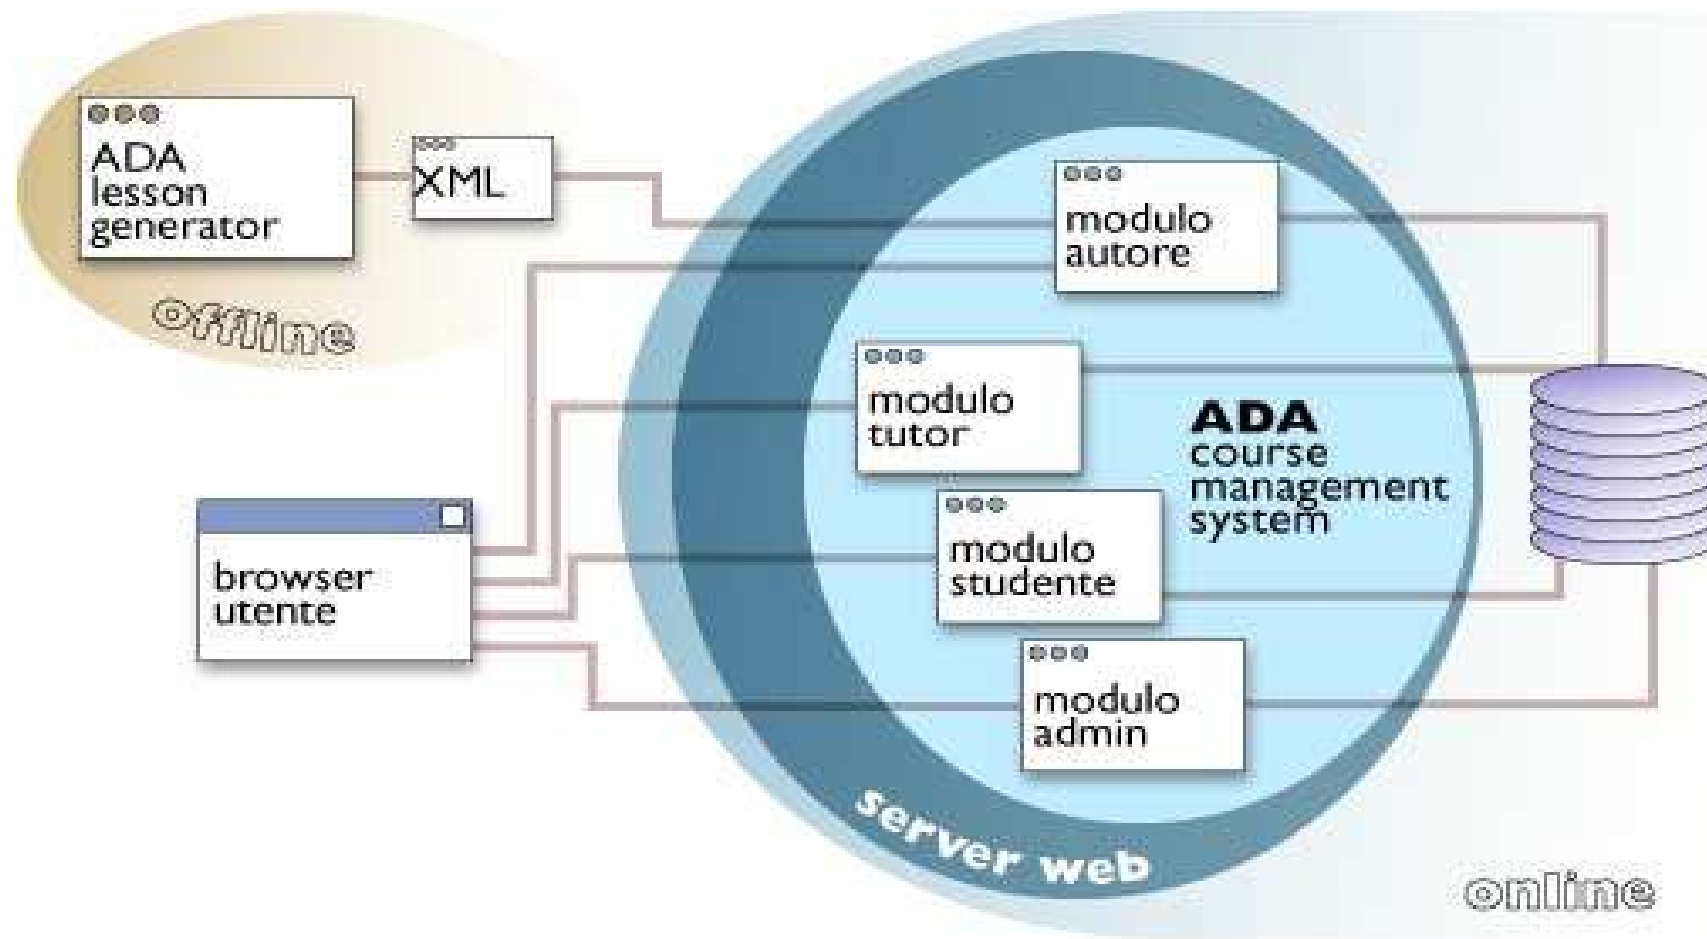 ADA
lesson
generator
XML
offline
modulo
autore
modulo
tutor
ADA
course
management
system
browser
utente
modulo
studente
modulo
admin
server web
online